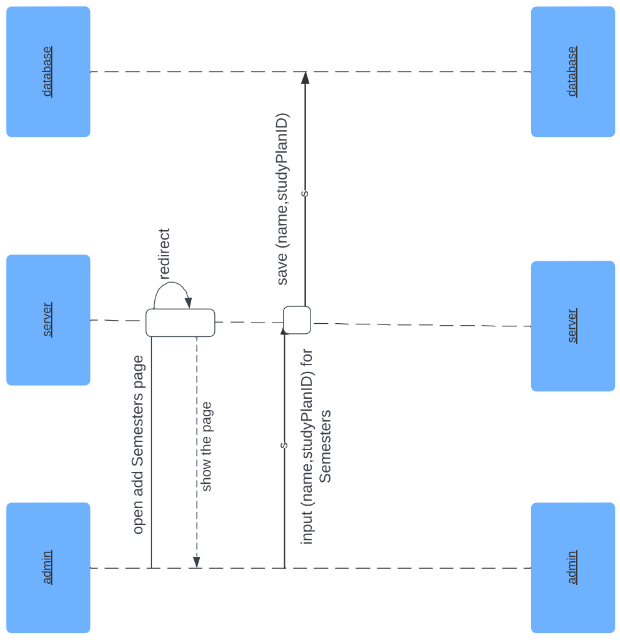 admin
server
database
open add Semesters page
redirect
show the page
input (name,studyPlanID) for
Semesters
s
save (name,studyPlanID)
s
admin
server
database